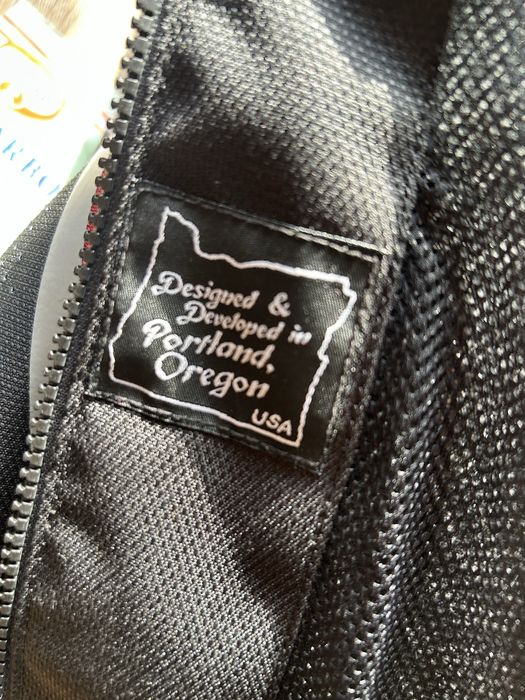 Designed &
Developed in
Portland,
Oregon
USA